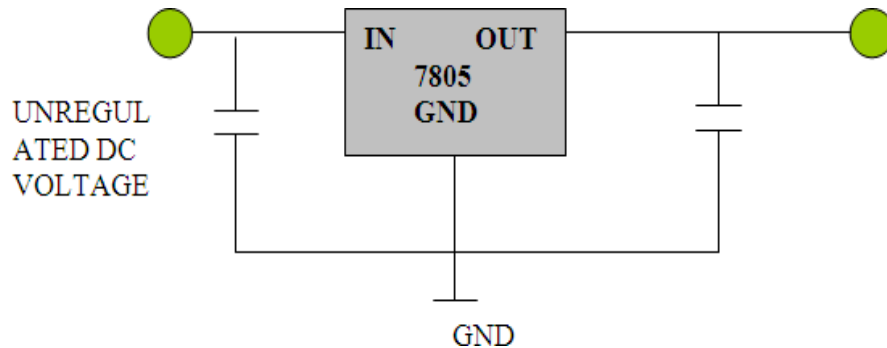 IN OUT
7805
GND
UNREGUL
ATED DC
VOLTAGE
GND